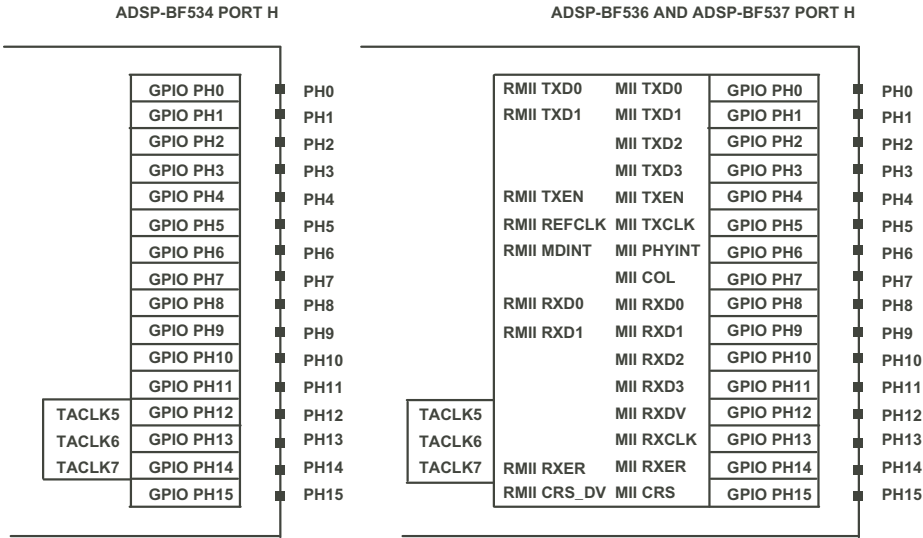 ADSP-BF534 PORT H
GPIO PH0 PH0
GPIO PH1 PH1
GPIO PH2 PH2
GPIO PH3 PH3
GPIO PH4 PH4
GPIO PH5 PH5
GPIO PH6 PH6
GPIO PH7 PH7
GPIO PH8 PH8
GPIO PH9 PH9
GPIO PH10 PH10
GPIO PH11 PH11
TACLK5 GPIO PH12 PH12
TACLK6 GPIO PH13 PH13
TACLK7 GPIO PH14 PH14
GPIO PH15 PH15
ADSP-BF536 AND ADSP-BF537 PORT H
RMII TXD0 MII TXD0 GPIO PH0 PH0
RMII TXD1 MII TXD1 GPIO PH1 PH1
MII TXD2 GPIO PH2 PH2
MII TXD3 GPIO PH3 PH3
RMII TXEN MII TXEN GPIO PH4 PH4
RMII REFCLK MII TXCLK GPIO PH5 PH5
RMII MDINT MII PHYINT GPIO PH6 PH6
MII COL GPIO PH7 PH7
RMII RXD0 MII RXD0 GPIO PH8 PH8
RMII RXD1 MII RXD1 GPIO PH9 PH9
MII RXD2 GPIO PH10 PH10
MII RXD3 GPIO PH11 PH11
TACLK5 MII RXDV GPIO PH12 PH12
TACLK6 MII RXCLK GPIO PH13 PH13
TACLK7 RMII RXER MII RXER GPIO PH14 PH14
RMII CRS_DV MII CRS GPIO PH15 PH15